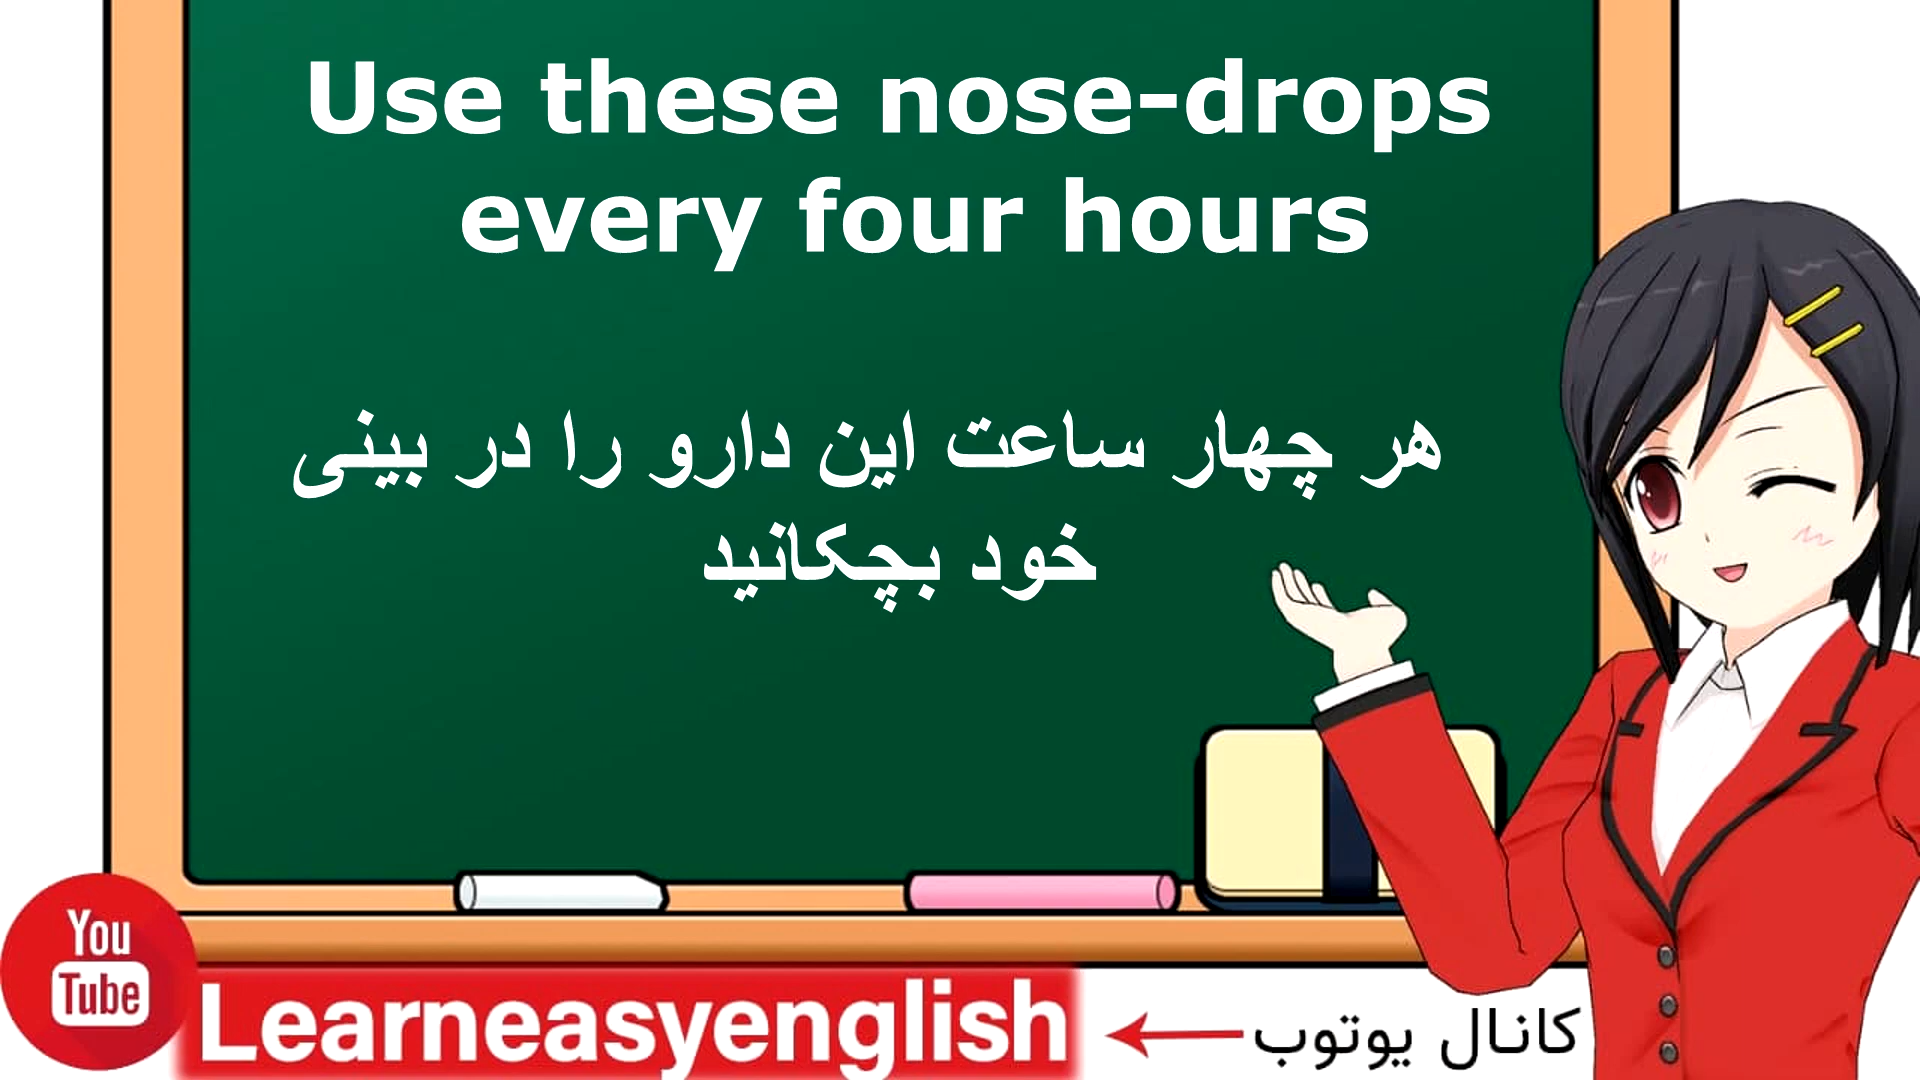 Use these nose-drops
every four hours
هر چهار ساعت این دارو را در بینی
خود بچکانید
You
Tube
Learneasyenglish
کانال یوتوب